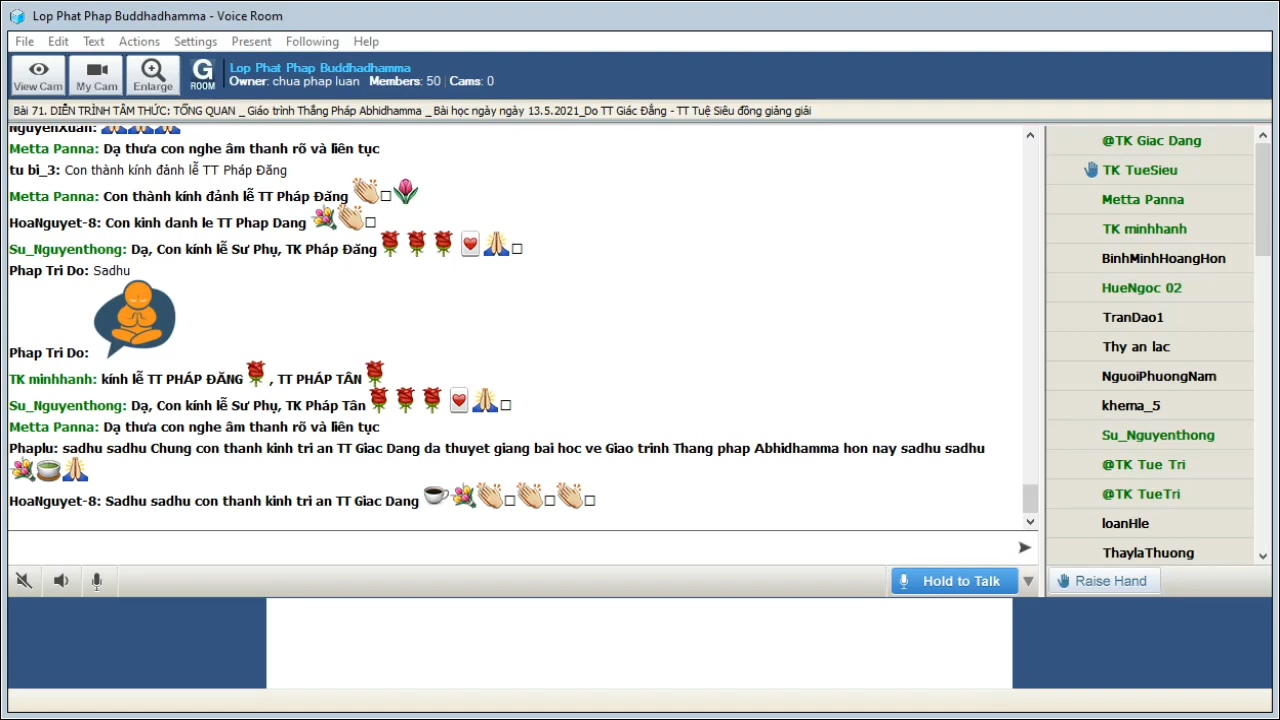 Lop Phat Phap Buddhadhamma - Voice Room
File Edit Text Actions Settings Present Following Help
View Cam My Cam Enlarge G ROOM
Lop Phat Phap Buddhadhamma
Owner: chua phap luan Members: 50 Cams: 0
Bài 71. DIỄN TRÌNH TÂM THỨC: TỔNG QUAN _ Giáo trình Thắng Pháp Abhidhamma _ Bài học ngày ngày 13.5.2021_Do TT Giác Đẳng - TT Tuệ Siêu đồng giảng giải
NguyenXuan:
Metta Panna: Dạ thưa con nghe âm thanh rõ và liên tục
tu bi_3: Con thành kính đảnh lễ TT Pháp Đăng
Metta Panna: Con thành kính đảnh lễ TT Pháp Đăng
HoaNguyet-8: Con kinh danh le TT Phap Dang
Su_Nguyenthong: Dạ, Con kính lễ Sư Phụ, TK Pháp Đăng
Phap Tri Do: Sadhu
Phap Tri Do:
TK minhhanh: kính lễ TT PHÁP ĐĂNG , TT PHÁP TÂN
Su_Nguyenthong: Dạ, Con kính lễ Sư Phụ, TK Pháp Tân
Metta Panna: Dạ thưa con nghe âm thanh rõ và liên tục
Phaplu: sadhu sadhu Chung con thanh kinh tri an TT Giac Dang da thuyet giang bai hoc ve Giao trinh Thang phap Abhidhamma hon nay sadhu sadhu
HoaNguyet-8: Sadhu sadhu con thanh kinh tri an TT Giac Dang
Hold to Talk
@TK Giac Dang
TK TueSieu
Metta Panna
TK minhhanh
BinhMinhHoangHon
HueNgoc 02
TranDao1
Thy an lac
NguoiPhuongNam
khema_5
Su_Nguyenthong
@TK Tue Tri
@TK TueTri
loanHle
ThaylaThuong
Raise Hand